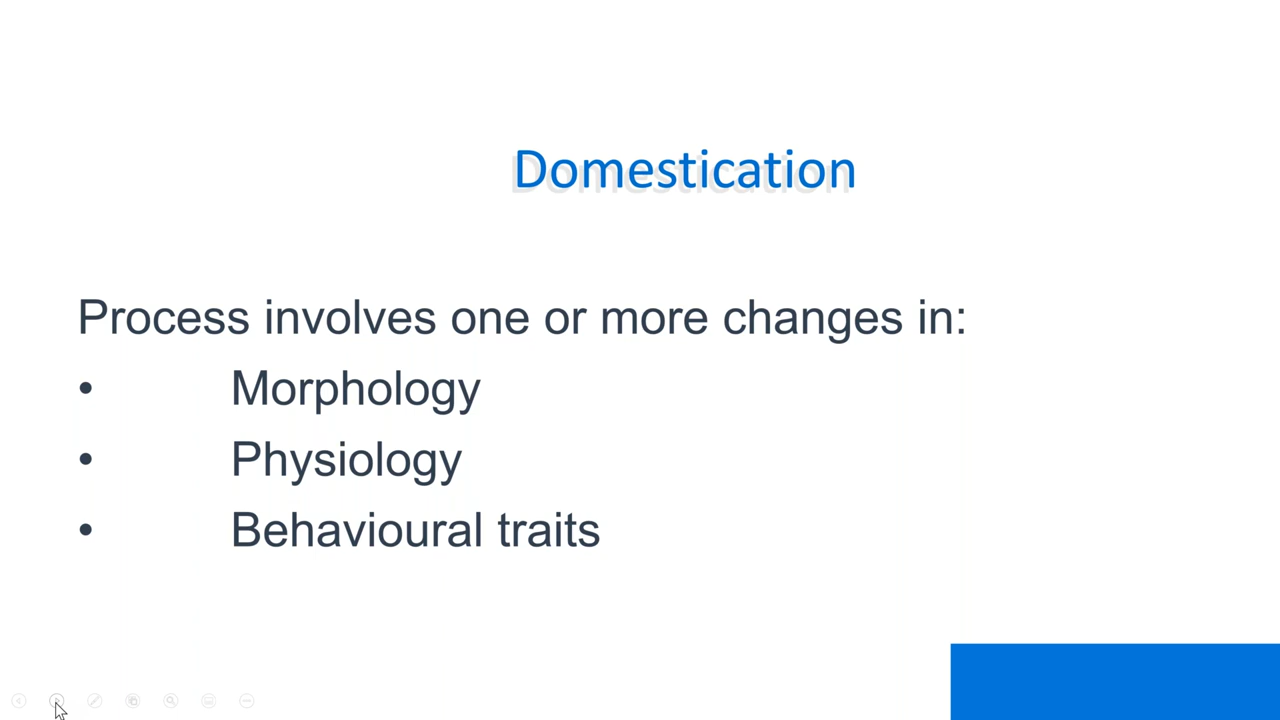 Domestication
Process involves one or more changes in:
• Morphology
• Physiology
• Behavioural traits